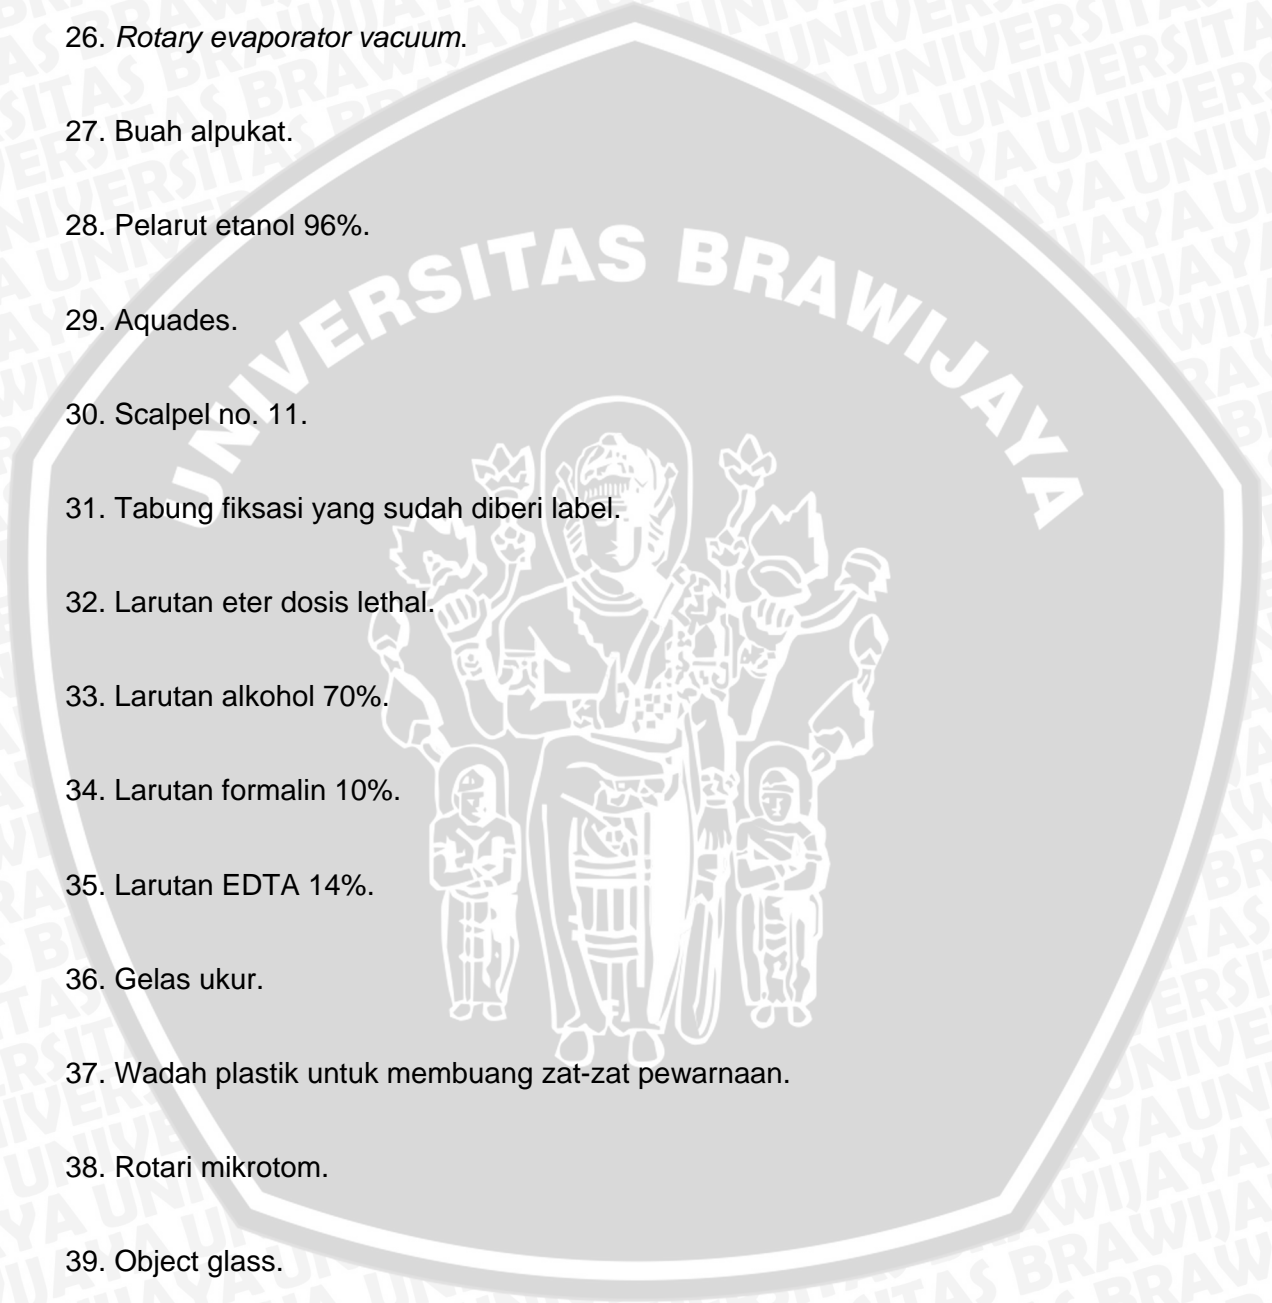 26. Rotary evaporator vacuum.
27. Buah alpukat.
28. Pelarut etanol 96%.
UNIVERSITAS BRAWIJAYA
29. Aquades.
30. Scalpel no. 11.
31. Tabung fiksasi yang sudah diberi label.
32. Larutan eter dosis lethal.
33. Larutan alkohol 70%.
34. Larutan formalin 10%.
35. Larutan EDTA 14%.
36. Gelas ukur.
37. Wadah plastik untuk membuang zat-zat pewarnaan.
38. Rotari mikrotom.
39. Object glass.